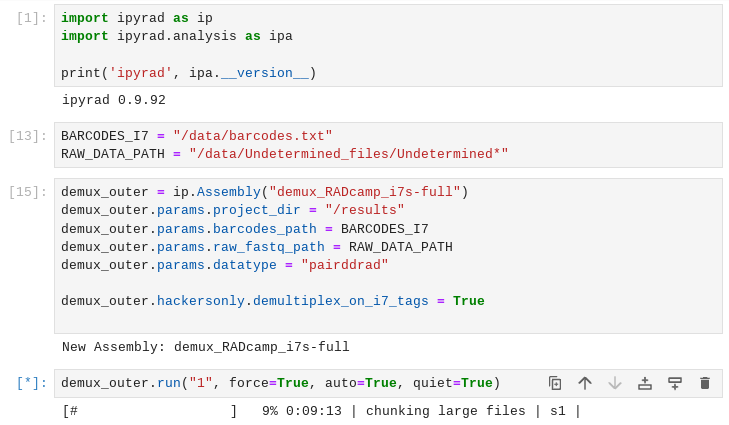 [1]:
import ipyrad as ip
import ipyrad.analysis as ipa
print('ipyrad', ipa.__version__)
ipyrad 0.9.92
[13]:
BARCODES_I7 = "/data/barcodes.txt"
RAW_DATA_PATH = "/data/Undetermined_files/Undetermined*"
[15]:
demux_outer = ip.Assembly("demux_RADcamp_i7s-full")
demux_outer.params.project_dir = "/results"
demux_outer.params.barcodes_path = BARCODES_I7
demux_outer.params.raw_fastq_path = RAW_DATA_PATH
demux_outer.params.datatype = "pairddrad"
demux_outer.hackersonly.demultiplex_on_i7_tags = True
New Assembly: demux_RADcamp_i7s-full
[*]:
demux_outer.run("1", force=True, auto=True, quiet=True)
[#                   ]   9% 0:09:13 | chunking large files | s1 |